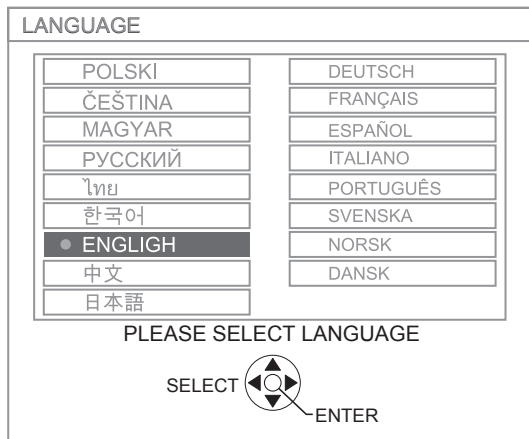 LANGUAGE
POLSKI
ČEŠTINA
MAGYAR
РУССКИЙ
ไทย
한국어
ENGLIGH
中文
日本語
DEUTSCH
FRANÇAIS
ESPAÑOL
ITALIANO
PORTUGUÊS
SVENSKA
NORSK
DANSK
PLEASE SELECT LANGUAGE
SELECT
ENTER